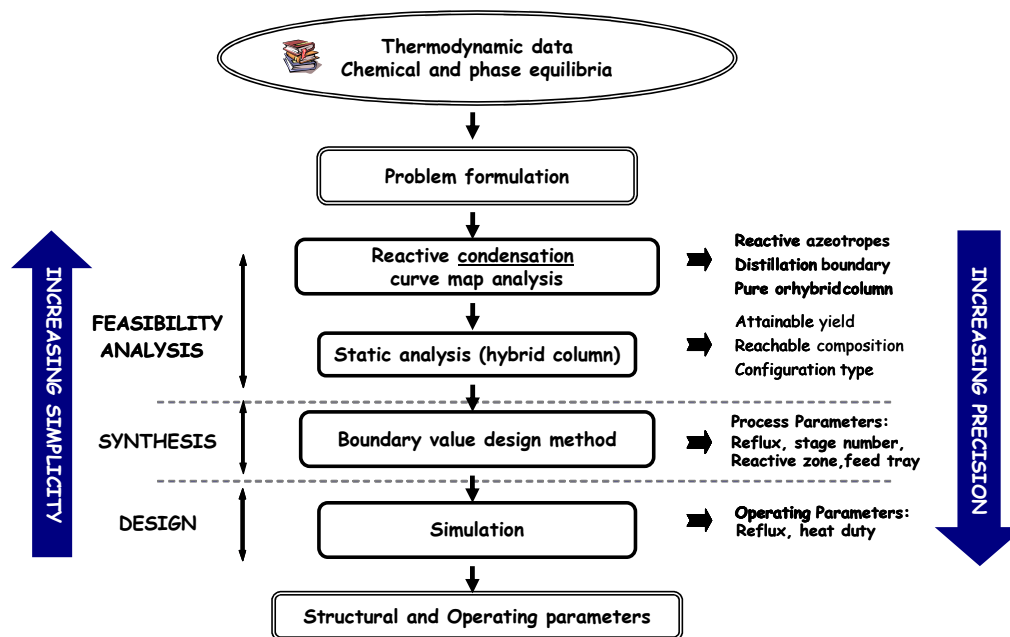 Thermodynamic data
Chemical and phase equilibria
Problem formulation
Reactive condensation
curve map analysis
Reactive azeotropes
Distillation boundary
Pure orhybrid column
INCREASING SIMPLICITY
FEASIBILITY
ANALYSIS
Static analysis (hybrid column)
Attainable yield
Reachable composition
Configuration type
INCREASING PRECISION
SYNTHESIS
Boundary value design method
Process Parameters:
Reflux, stage number,
Reactive zone,feed tray
DESIGN
Simulation
Operating Parameters:
Reflux, heat duty
Structural and Operating parameters